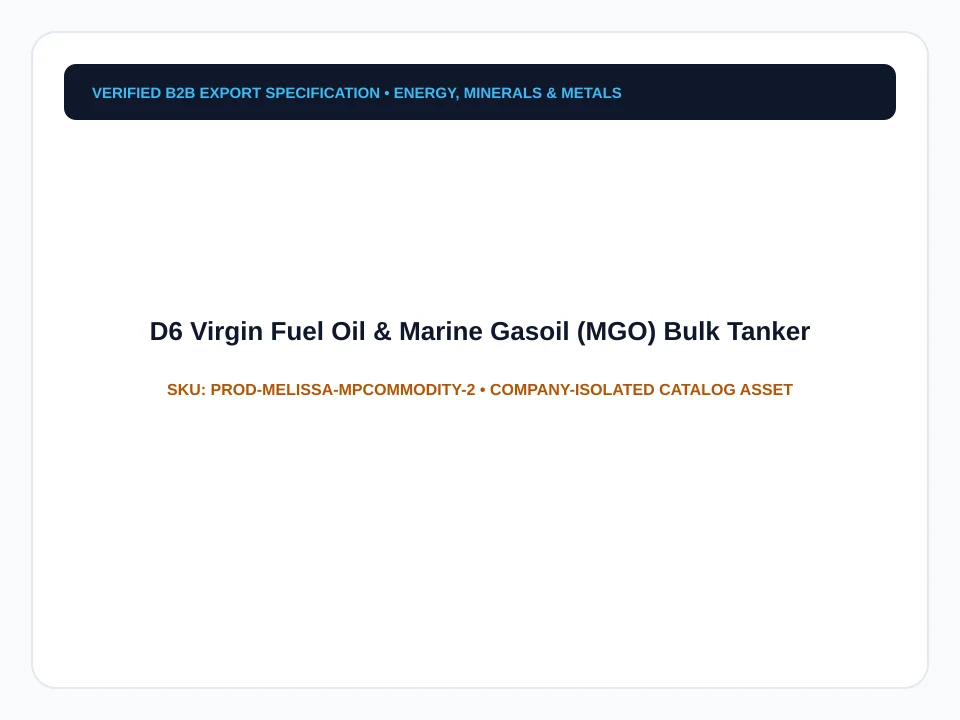 VERIFIED B2B EXPORT SPECIFICATION • ENERGY, MINERALS & METALS
D6 Virgin Fuel Oil & Marine Gasoil (MGO) Bulk Tanker
SKU: PROD-MELISSA-MPCOMMODITY-2 • COMPANY-ISOLATED CATALOG ASSET